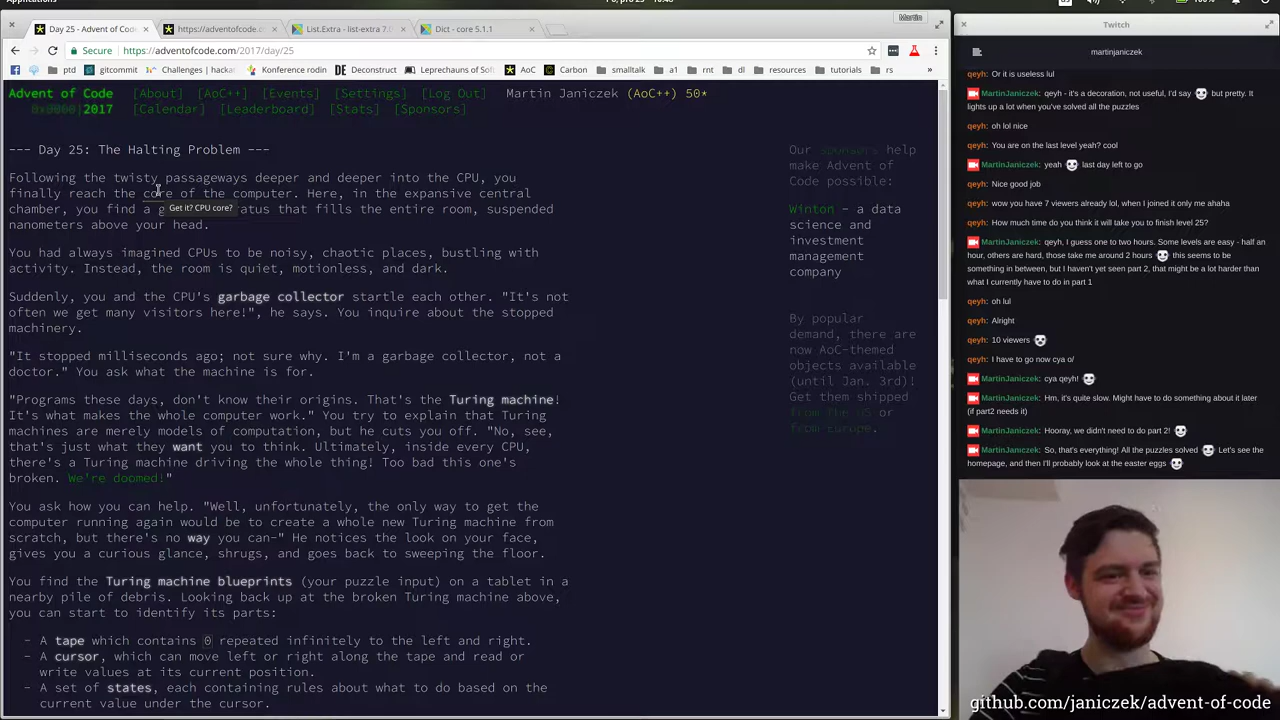 Martin
Day 25 - Advent of Code
https://adventofcode.c
List.Extra - list-extra 7.
Dict - core 5.1.1
Secure
https://adventofcode.com/2017/day/25
ptd
gitcommit
Challenges / hacka
Konference rodin
Deconstruct
Leprechauns of Soft
AoC
Carbon
smalltalk
a1
rnt
dl
resources
tutorials
rs
»
Advent of Code [About] [AoC++] [Events] [Settings] [Log Out] Martin Janiczek (AoC++) 50*
0x0000|2017 [Calendar] [Leaderboard] [Stats] [Sponsors]
--- Day 25: The Halting Problem ---
Following the twisty passageways deeper and deeper into the CPU, you
finally reach the core of the computer. Here, in the expansive central
chamber, you find a g
Get it? CPU core?
atus that fills the entire room, suspended
nanometers above your head.
You had always imagined CPUs to be noisy, chaotic places, bustling with
activity. Instead, the room is quiet, motionless, and dark.
Suddenly, you and the CPU's garbage collector startle each other. "It's not
often we get many visitors here!", he says. You inquire about the stopped
machinery.
"It stopped milliseconds ago; not sure why. I'm a garbage collector, not a
doctor." You ask what the machine is for.
"Programs these days, don't know their origins. That's the Turing machine!
It's what makes the whole computer work." You try to explain that Turing
machines are merely models of computation, but he cuts you off. "No, see,
that's just what they want you to think. Ultimately, inside every CPU,
there's a Turing machine driving the whole thing! Too bad this one's
broken. We're doomed!"
You ask how you can help. "Well, unfortunately, the only way to get the
computer running again would be to create a whole new Turing machine from
scratch, but there's no way you can-" He notices the look on your face,
gives you a curious glance, shrugs, and goes back to sweeping the floor.
You find the Turing machine blueprints (your puzzle input) on a tablet in a
nearby pile of debris. Looking back up at the broken Turing machine above,
you can start to identify its parts:
- A tape which contains 0 repeated infinitely to the left and right.
- A cursor, which can move left or right along the tape and read or
write values at its current position.
- A set of states, each containing rules about what to do based on the
current value under the cursor.
Our sponsors help
make Advent of
Code possible:
Winton - a data
science and
investment
management
company
By popular
demand, there are
now AoC-themed
objects available
(until Jan. 3rd)!
Get them shipped
from the US or
from Europe.
Twitch
martinjaniczek
qeyh: Or it is useless lul
MartinJaniczek: qeyh - it's a decoration, not useful, I'd say but pretty. It
lights up a lot when you've solved all the puzzles
qeyh: oh lol nice
qeyh: You are on the last level yeah? cool
MartinJaniczek: yeah last day left to go
qeyh: Nice good job
qeyh: wow you have 7 viewers already lol, when I joined it only me ahaha
qeyh: How much time do you think it will take you to finish level 25?
MartinJaniczek: qeyh, I guess one to two hours. Some levels are easy - half an
hour, others are hard, those take me around 2 hours this seems to be
something in between, but I haven't yet seen part 2, that might be a lot harder than
what I currently have to do in part 1
qeyh: oh lul
qeyh: Alright
qeyh: 10 viewers
qeyh: I have to go now cya o/
MartinJaniczek: cya qeyh!
MartinJaniczek: Hm, it's quite slow. Might have to do something about it later
(if part2 needs it)
MartinJaniczek: Hooray, we didn't need to do part 2!
MartinJaniczek: So, that's everything! All the puzzles solved Let's see the
homepage, and then I'll probably look at the easter eggs
github.com/janiczek/advent-of-code